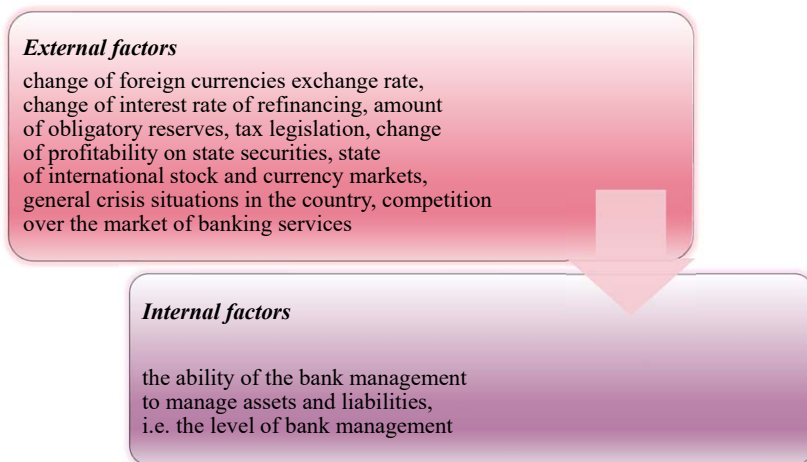 External factors
change of foreign currencies exchange rate,
change of interest rate of refinancing, amount
of obligatory reserves, tax legislation, change
of profitability on state securities, state
of international stock and currency markets,
general crisis situations in the country, competition
over the market of banking services
Internal factors
the ability of the bank management
to manage assets and liabilities,
i.e. the level of bank management